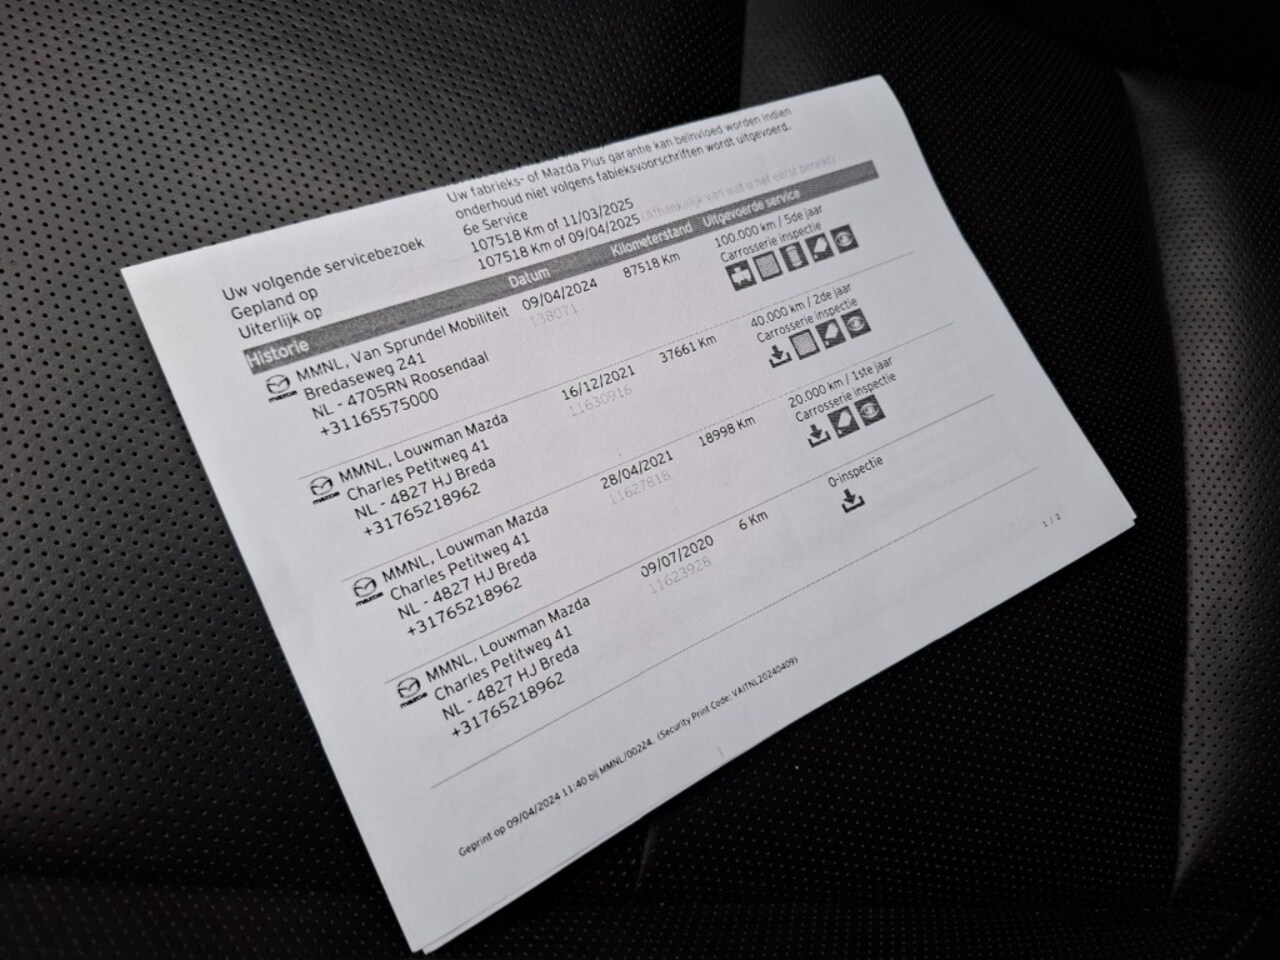 Uw fabrieks- of Mazda Plus garantie kan beïnvloed worden indien
onderhoud niet volgens fabieksvoorschriften wordt uitgevoerd.
Uw volgende servicebezoek 6e Service
Gepland op 107518 Km of 11/03/2025
Uiterlijk op 107518 Km of 09/04/2025 (Afhankelijk van wat u het eerst bereikt)
Historie Datum Kilometerstand Uitgevoerde service
MMNL, Van Sprundel Mobiliteit 09/04/2024 87518 Km 100.000 km / 5de jaar
Bredaseweg 241 138071 Carrosserie inspectie
NL - 4705RN Roosendaal
+31165575000
MMNL, Louwman Mazda 16/12/2021 37661 Km 40.000 km / 2de jaar
Charles Petitweg 41 11630916 Carrosserie inspectie
NL - 4827 HJ Breda
+31765218962
MMNL, Louwman Mazda 28/04/2021 18998 Km 20.000 km / 1ste jaar
Charles Petitweg 41 11627818 Carrosserie inspectie
NL - 4827 HJ Breda
+31765218962
MMNL, Louwman Mazda 09/07/2020 6 Km 0-inspectie
Charles Petitweg 41 11623928
NL - 4827 HJ Breda
+31765218962
1 / 2
Geprint op 09/04/2024 11:40 bij MMNL/00224. (Security Print Code: VAITNL20240409)